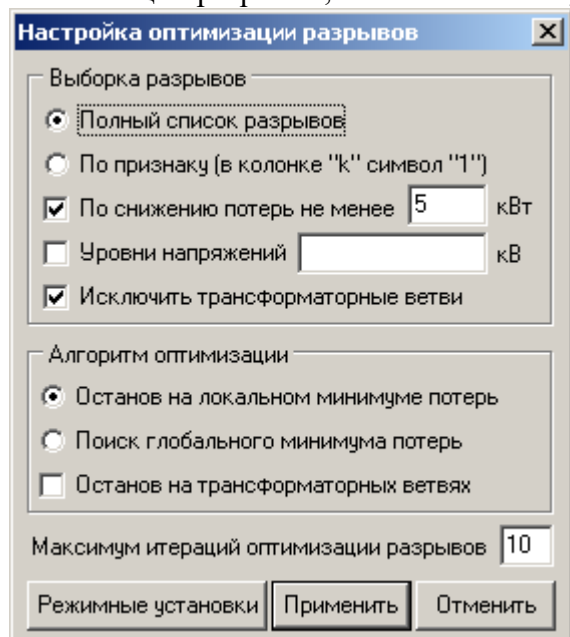 Настройка оптимизации разрывов
Выборка разрывов
Полный список разрывов
По признаку (в колонке "k" символ "1")
По снижению потерь не менее 5 кВт
Уровни напряжений кВ
Исключить трансформаторные ветви
Алгоритм оптимизации
Останов на локальном минимуме потерь
Поиск глобального минимума потерь
Останов на трансформаторных ветвях
Максимум итераций оптимизации разрывов 10
Режимные установки Применить Отменить